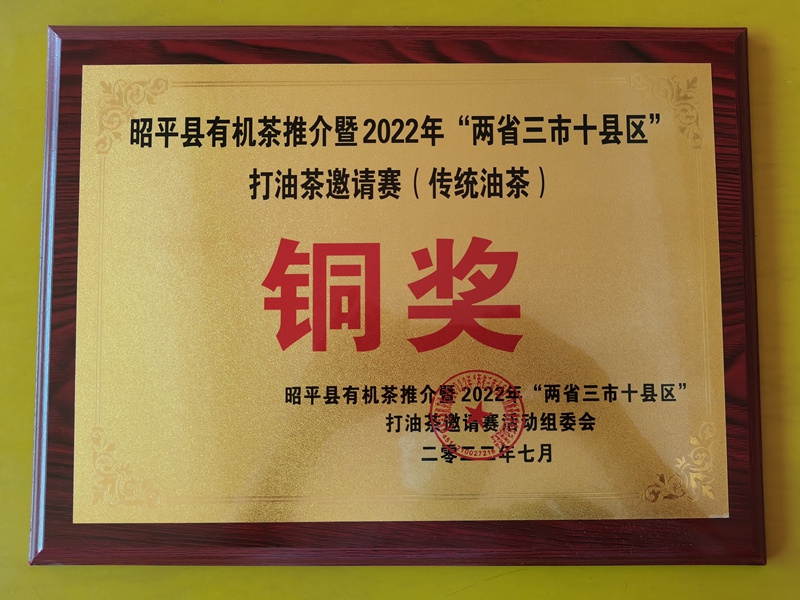 昭平县有机茶推介暨2022年“两省三市十县区”
打油茶邀请赛（传统油茶）
铜奖
昭平县有机茶推介暨2022年“两省三市十县区”
打油茶邀请赛活动组委会
二零二二年七月